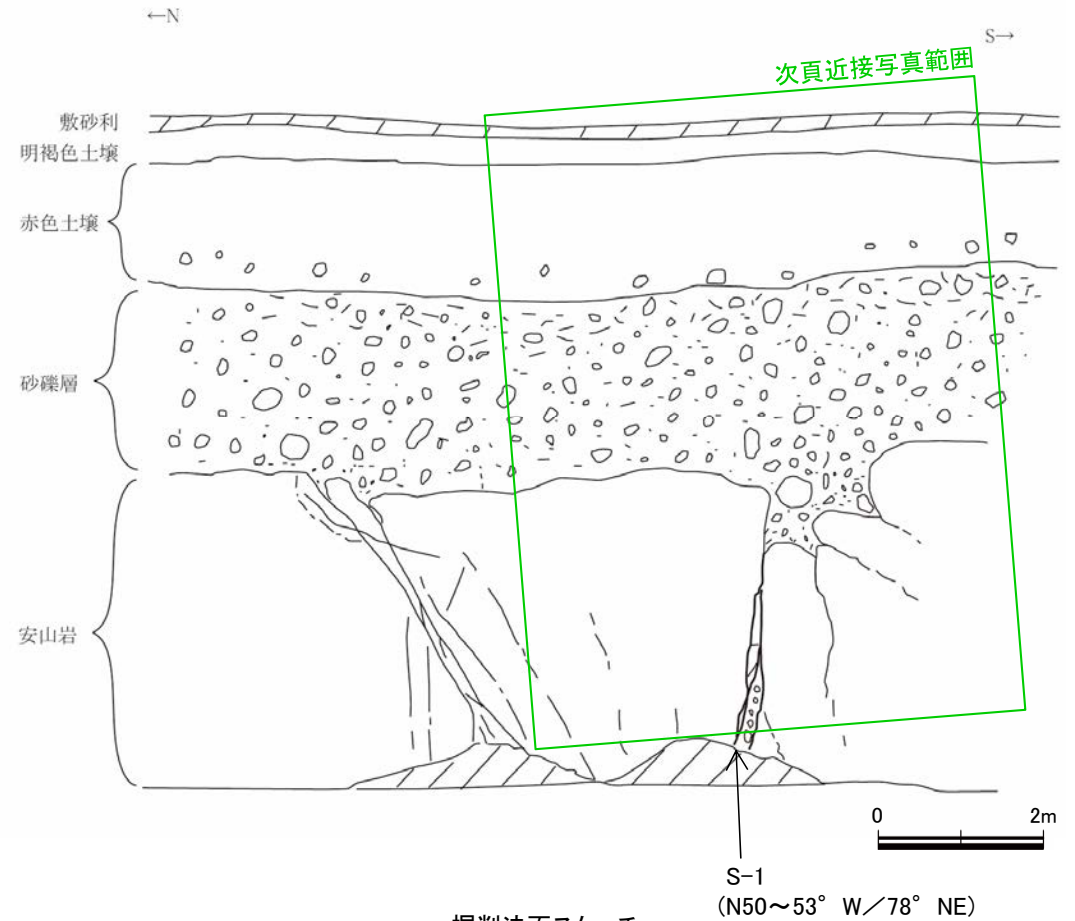 ←N
S→
次頁近接写真範囲
敷砂利
明褐色土壌
赤色土壌
砂礫層
安山岩
0 2m
S-1
(N50～53°W／78°NE)